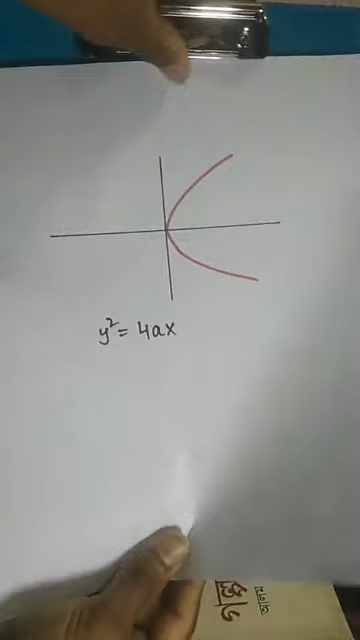 y² = 4ax